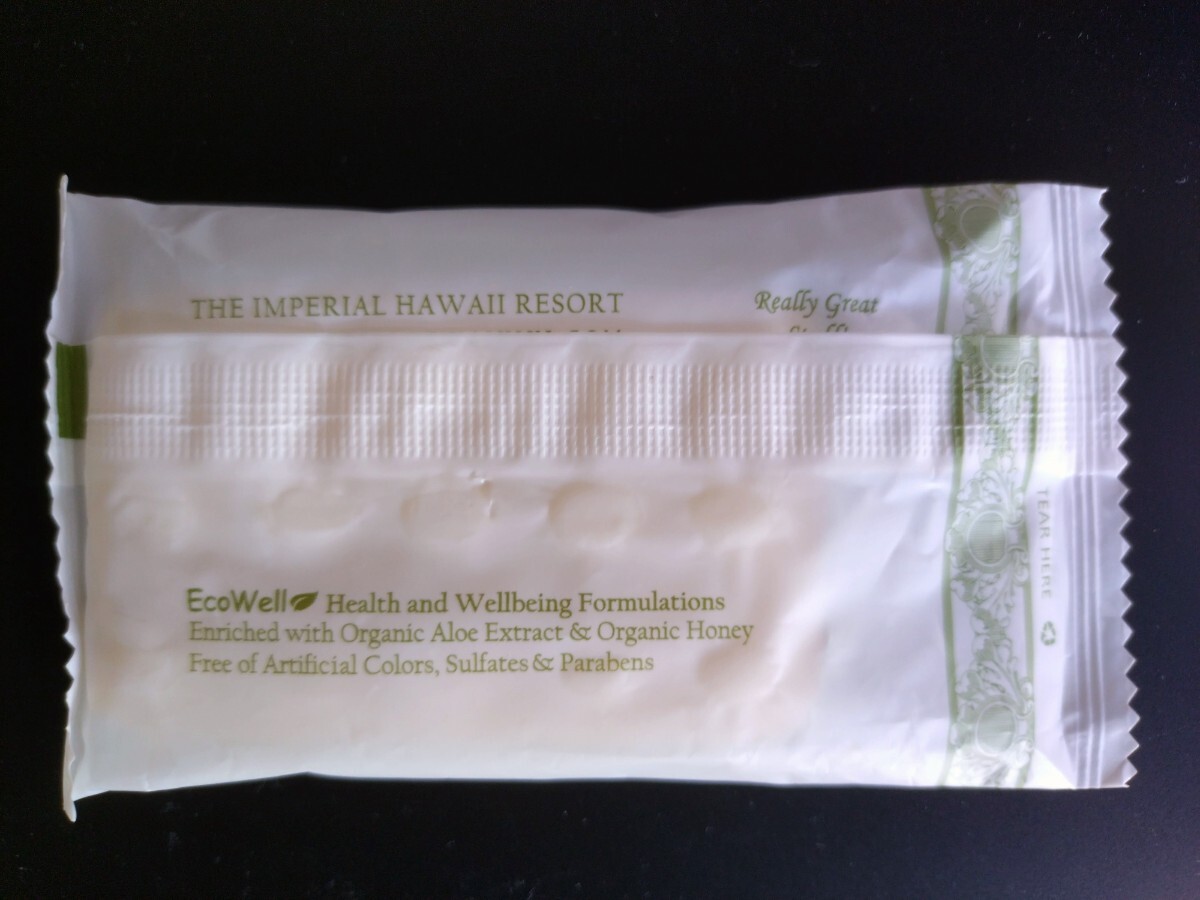 THE IMPERIAL HAWAII RESORT
Really Great
EcoWell Health and Wellbeing Formulations
Enriched with Organic Aloe Extract & Organic Honey
Free of Artificial Colors, Sulfates & Parabens
TEAR HERE